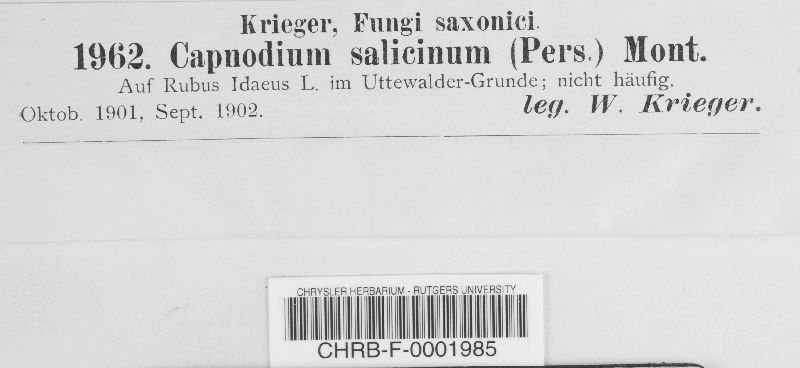 Krieger, Fungi saxonici.
1962. Capnodium salicinum (Pers.) Mont.
Auf Rubus Idaeus L. im Uttewalder-Grunde; nicht häufig.
Oktob. 1901, Sept. 1902. leg. W. Krieger.
CHRYSLER HERBARIUM - RUTGERS UNIVERSITY
CHRB-F-0001985